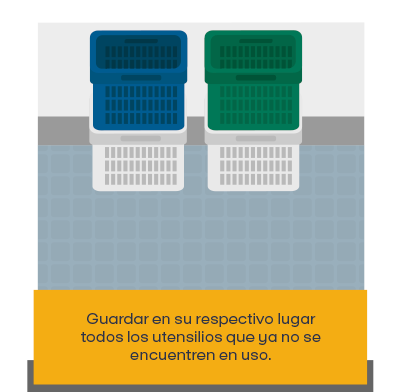 Guardar en su respectivo lugar
todos los utensilios que ya no se
encuentren en uso.